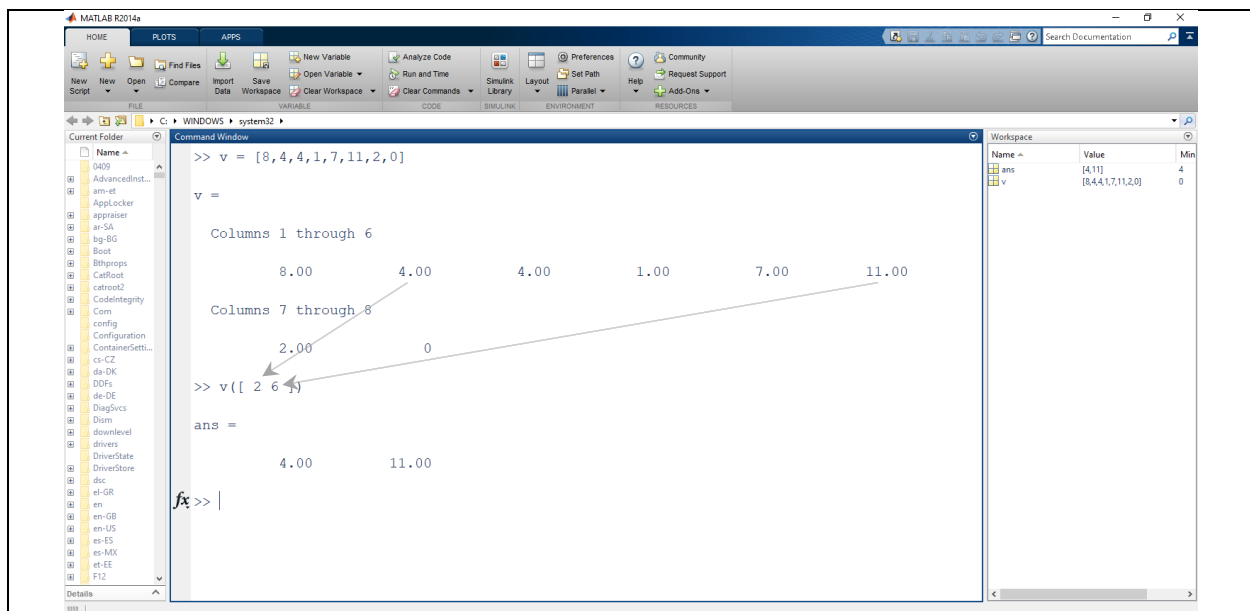 MATLAB R2014a
HOME PLOTS APPS
Search Documentation
New Script
New
Open
Find Files
Compare
Import Data
Save Workspace
New Variable
Open Variable
Clear Workspace
Analyze Code
Run and Time
Clear Commands
Simulink Library
Layout
Preferences
Set Path
Parallel
Help
Community
Request Support
Add-Ons
FILE VARIABLE CODE SIMULINK ENVIRONMENT RESOURCES
C: WINDOWS system32
Current Folder
Name
0409
AdvancedInst...
am-et
AppLocker
appraiser
ar-SA
bg-BG
Boot
Bthprops
CatRoot
catroot2
CodeIntegrity
Com
config
Configuration
ContainerSetti...
cs-CZ
da-DK
DDFs
de-DE
DiagSvcs
Dism
downlevel
drivers
DriverState
DriverStore
dsc
el-GR
en
en-GB
en-US
es-ES
es-MX
et-EE
F12
Details
Command Window
>> v = [8,4,4,1,7,11,2,0]
v =
Columns 1 through 6
8.00 4.00 4.00 1.00 7.00 11.00
Columns 7 through 8
2.00 0
>> v([ 2 6 ])
ans =
4.00 11.00
fx >>
Workspace
Name Value Min
ans [4,11] 4
v [8,4,4,1,7,11,2,0] 0